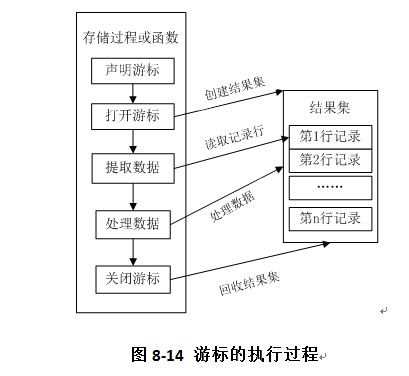 存储过程或函数
声明游标
打开游标
提取数据
处理数据
关闭游标
创建结果集
读取记录行
处理数据
回收结果集
结果集
第1行记录
第2行记录
……
第n行记录
图 8-14 游标的执行过程